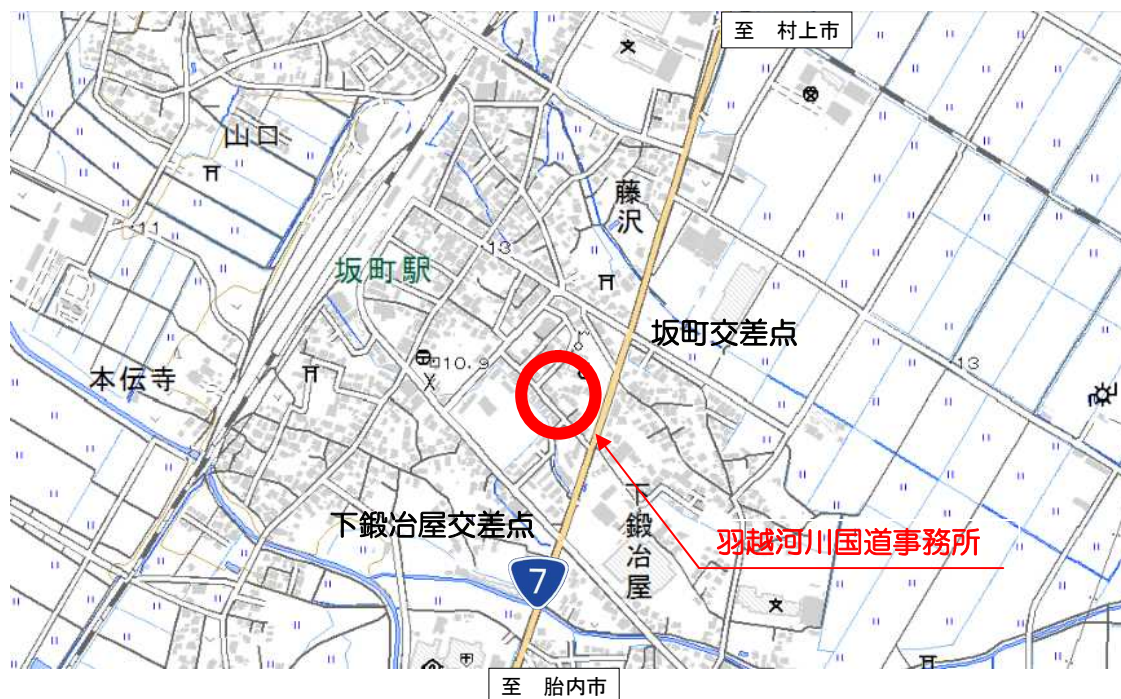 至 村上市
山口
藤沢
11
13
坂町駅
坂町交差点
10.9
13
本伝寺
下鍛冶屋交差点
下鍛冶屋
羽越河川国道事務所
7
至 胎内市